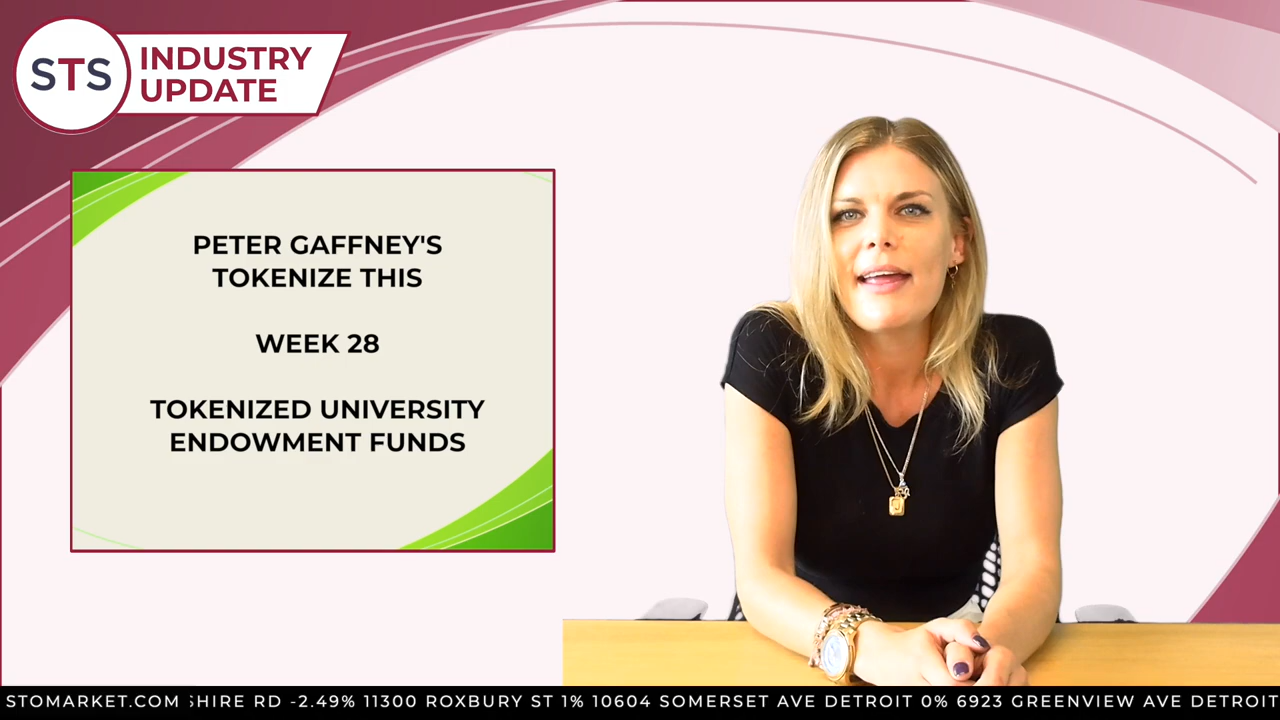 STS INDUSTRY
UPDATE
PETER GAFFNEY'S
TOKENIZE THIS
WEEK 28
TOKENIZED UNIVERSITY
ENDOWMENT FUNDS
STOMARKET.COM HIRE RD -2.49% 11300 ROXBURY ST 1% 10604 SOMERSET AVE DETROIT 0% 6923 GREENVIEW AVE DETROIT